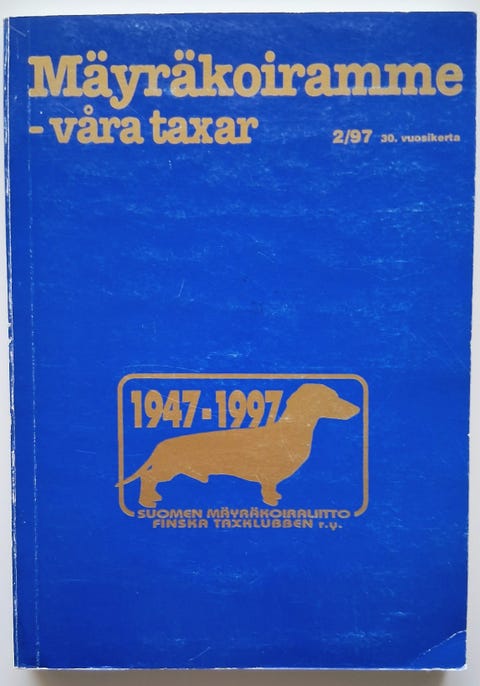 Mäyräkoiramme
- våra taxar
2/97 30. vuosikerta
1947-1997
SUOMEN MÄYRÄKOIRALIITTO
FINSKA TAXKLUBBEN r.y.